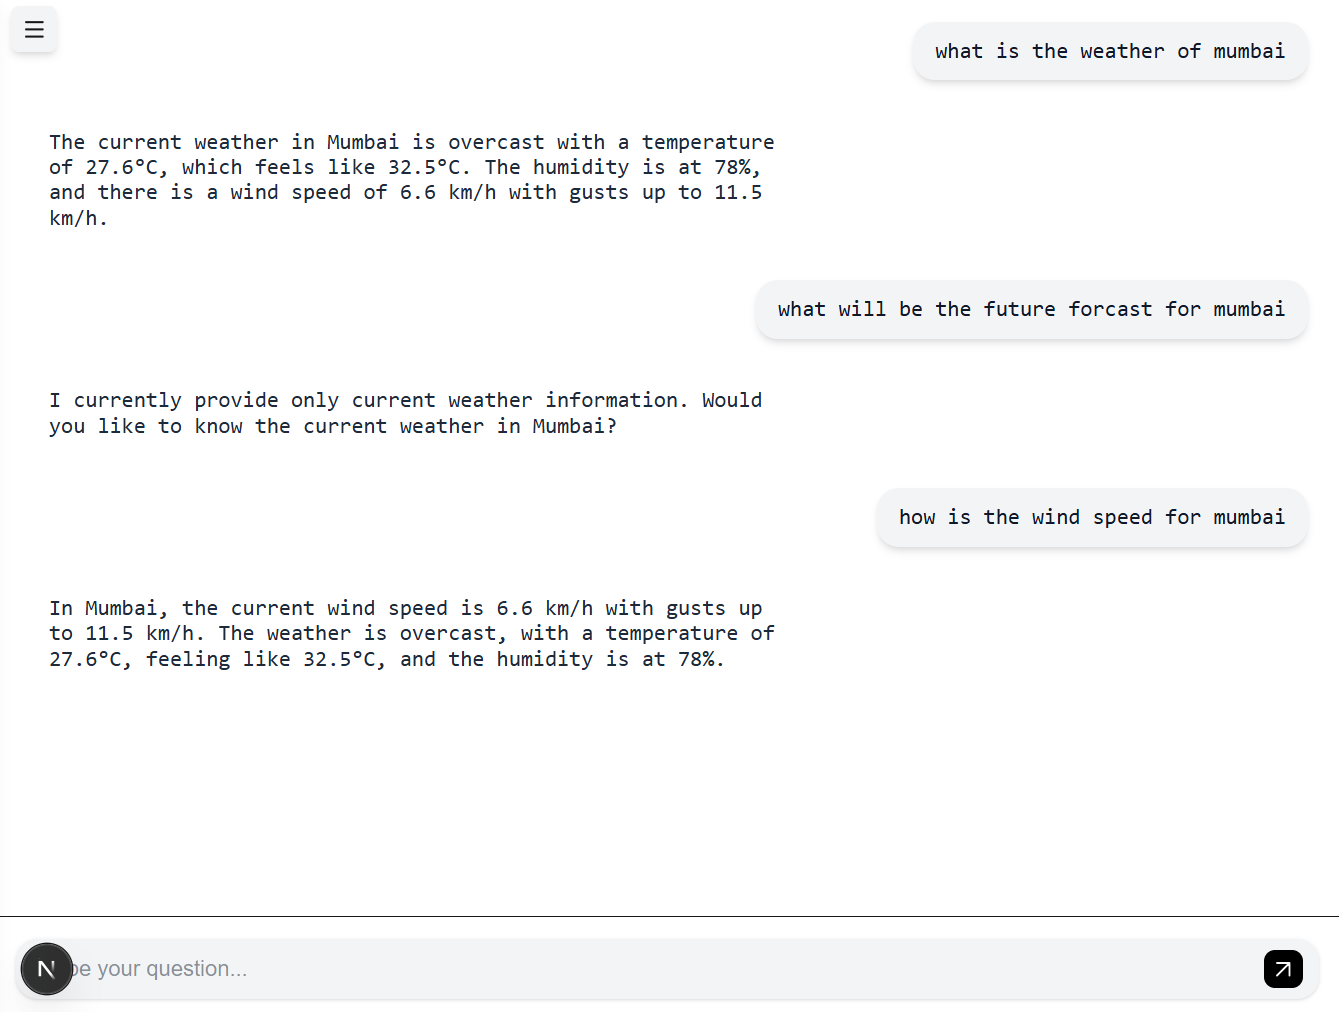 what is the weather of mumbai
The current weather in Mumbai is overcast with a temperature
of 27.6°C, which feels like 32.5°C. The humidity is at 78%,
and there is a wind speed of 6.6 km/h with gusts up to 11.5
km/h.
what will be the future forcast for mumbai
I currently provide only current weather information. Would
you like to know the current weather in Mumbai?
how is the wind speed for mumbai
In Mumbai, the current wind speed is 6.6 km/h with gusts up
to 11.5 km/h. The weather is overcast, with a temperature of
27.6°C, feeling like 32.5°C, and the humidity is at 78%.
N
be your question...